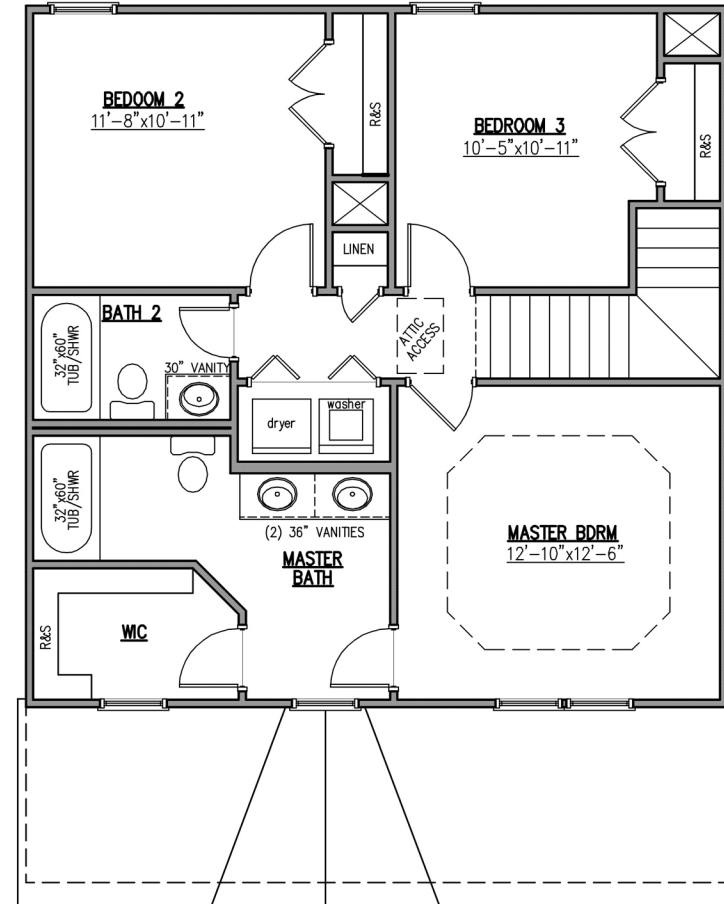 BEDOOM 2
11'-8"x10'-11"
R&S
BEDROOM 3
10'-5"x10'-11"
R&S
LINEN
BATH 2
32"x60"
TUB/SHWR
30" VANITY
ATTIC
ACCESS
dryer
washer
32"x60"
TUB/SHWR
(2) 36" VANITIES
MASTER
BATH
MASTER BDRM
12'-10"x12'-6"
R&S
WIC